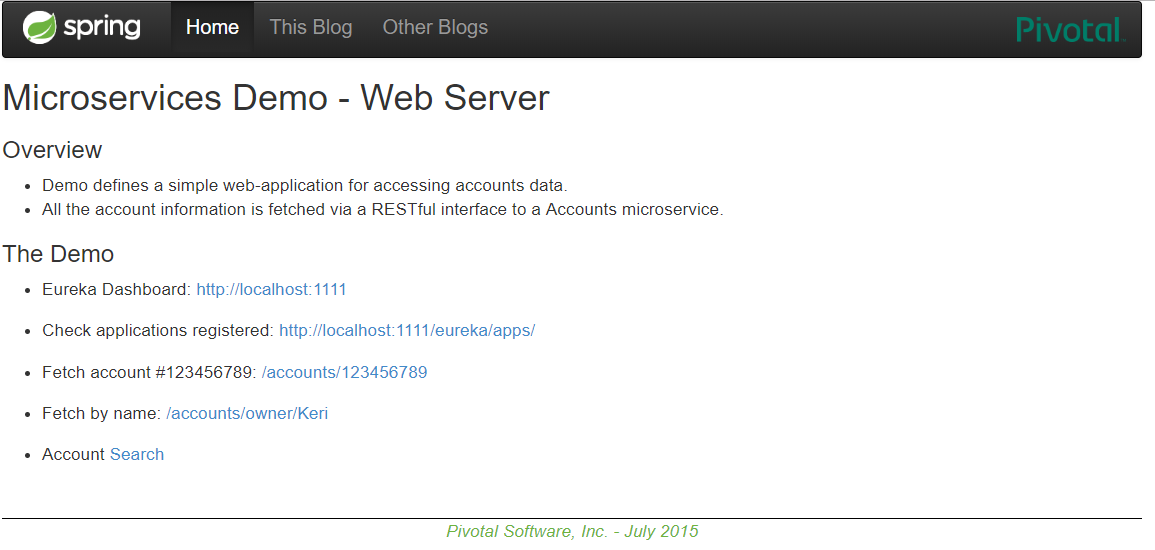 spring Home This Blog Other Blogs Pivotal
Microservices Demo - Web Server
Overview
Demo defines a simple web-application for accessing accounts data.
All the account information is fetched via a RESTful interface to a Accounts microservice.
The Demo
Eureka Dashboard: http://localhost:1111
Check applications registered: http://localhost:1111/eureka/apps/
Fetch account #123456789: /accounts/123456789
Fetch by name: /accounts/owner/Keri
Account Search
Pivotal Software, Inc. - July 2015